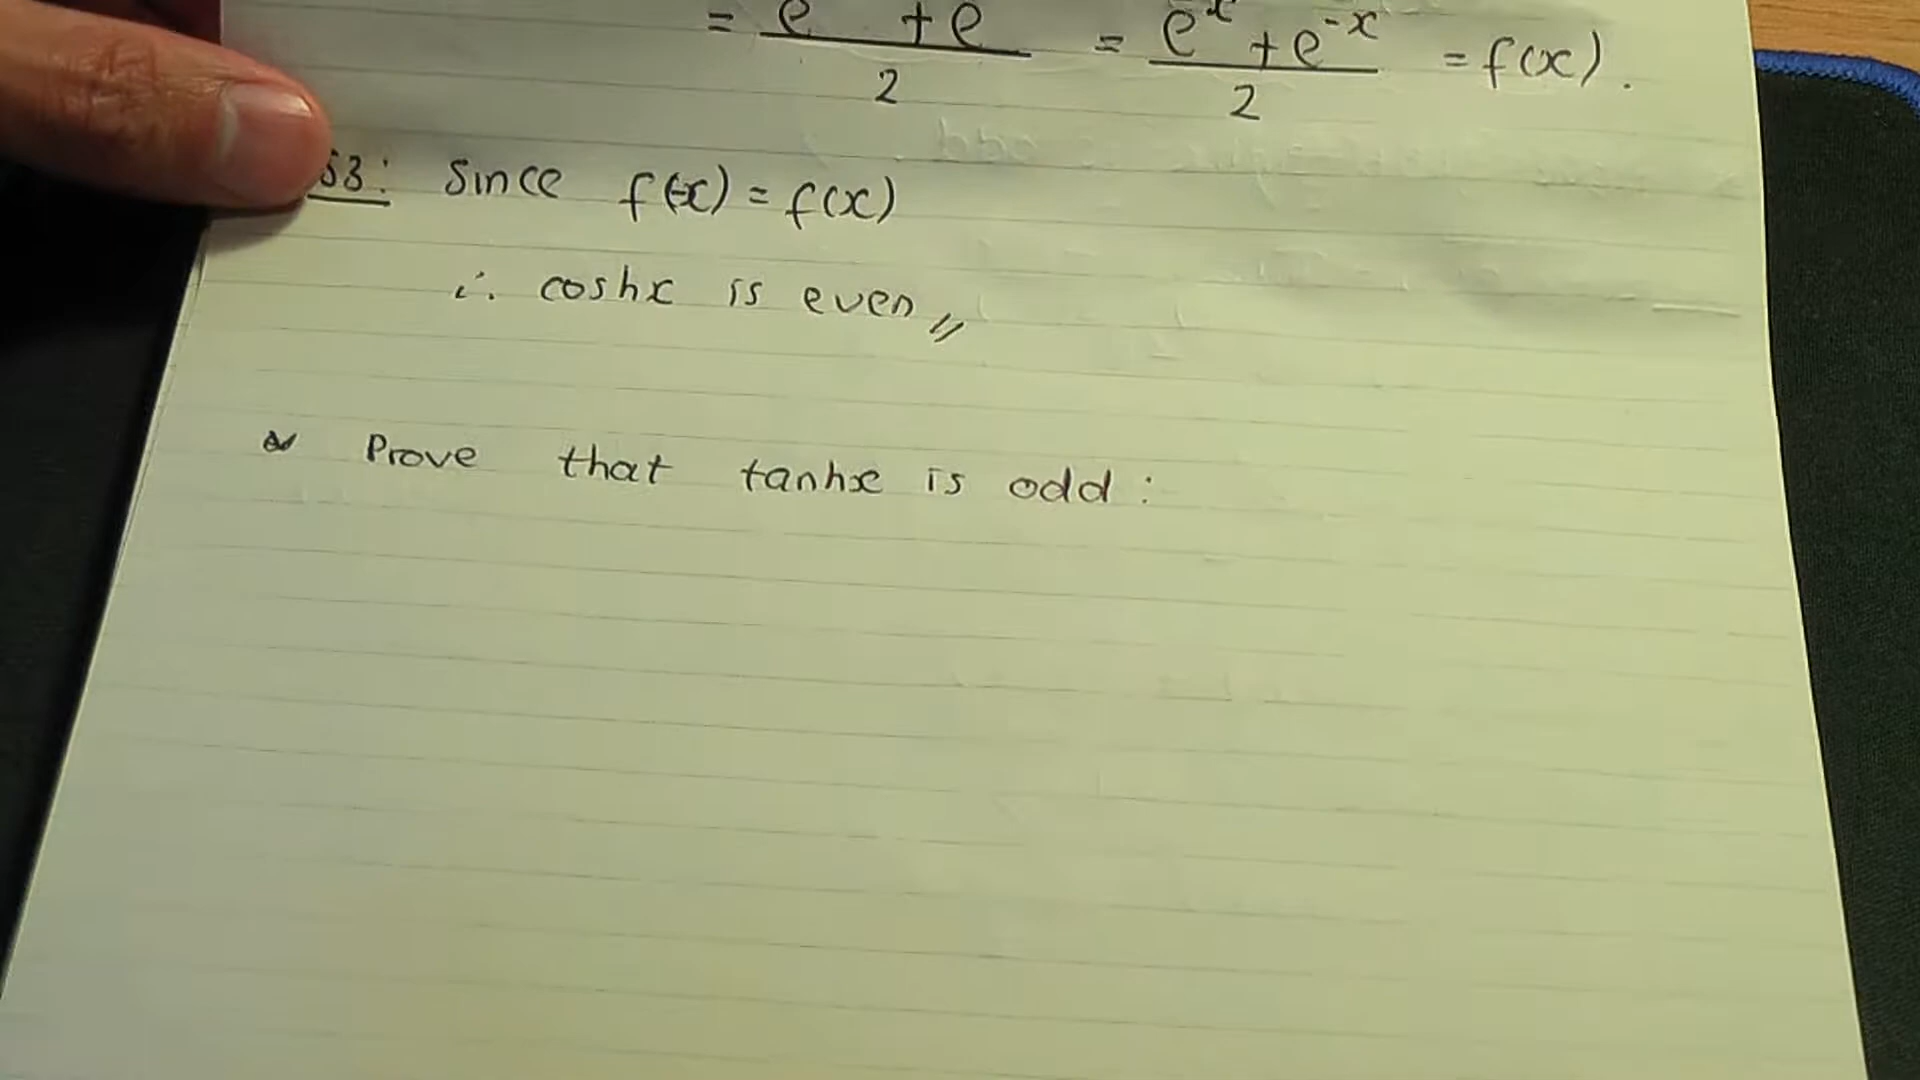 = e + e / 2 = e^x + e^-x / 2 = f(x).
S3: Since f(-x) = f(x)
∴ coshx is even //
Prove that tanhx is odd :